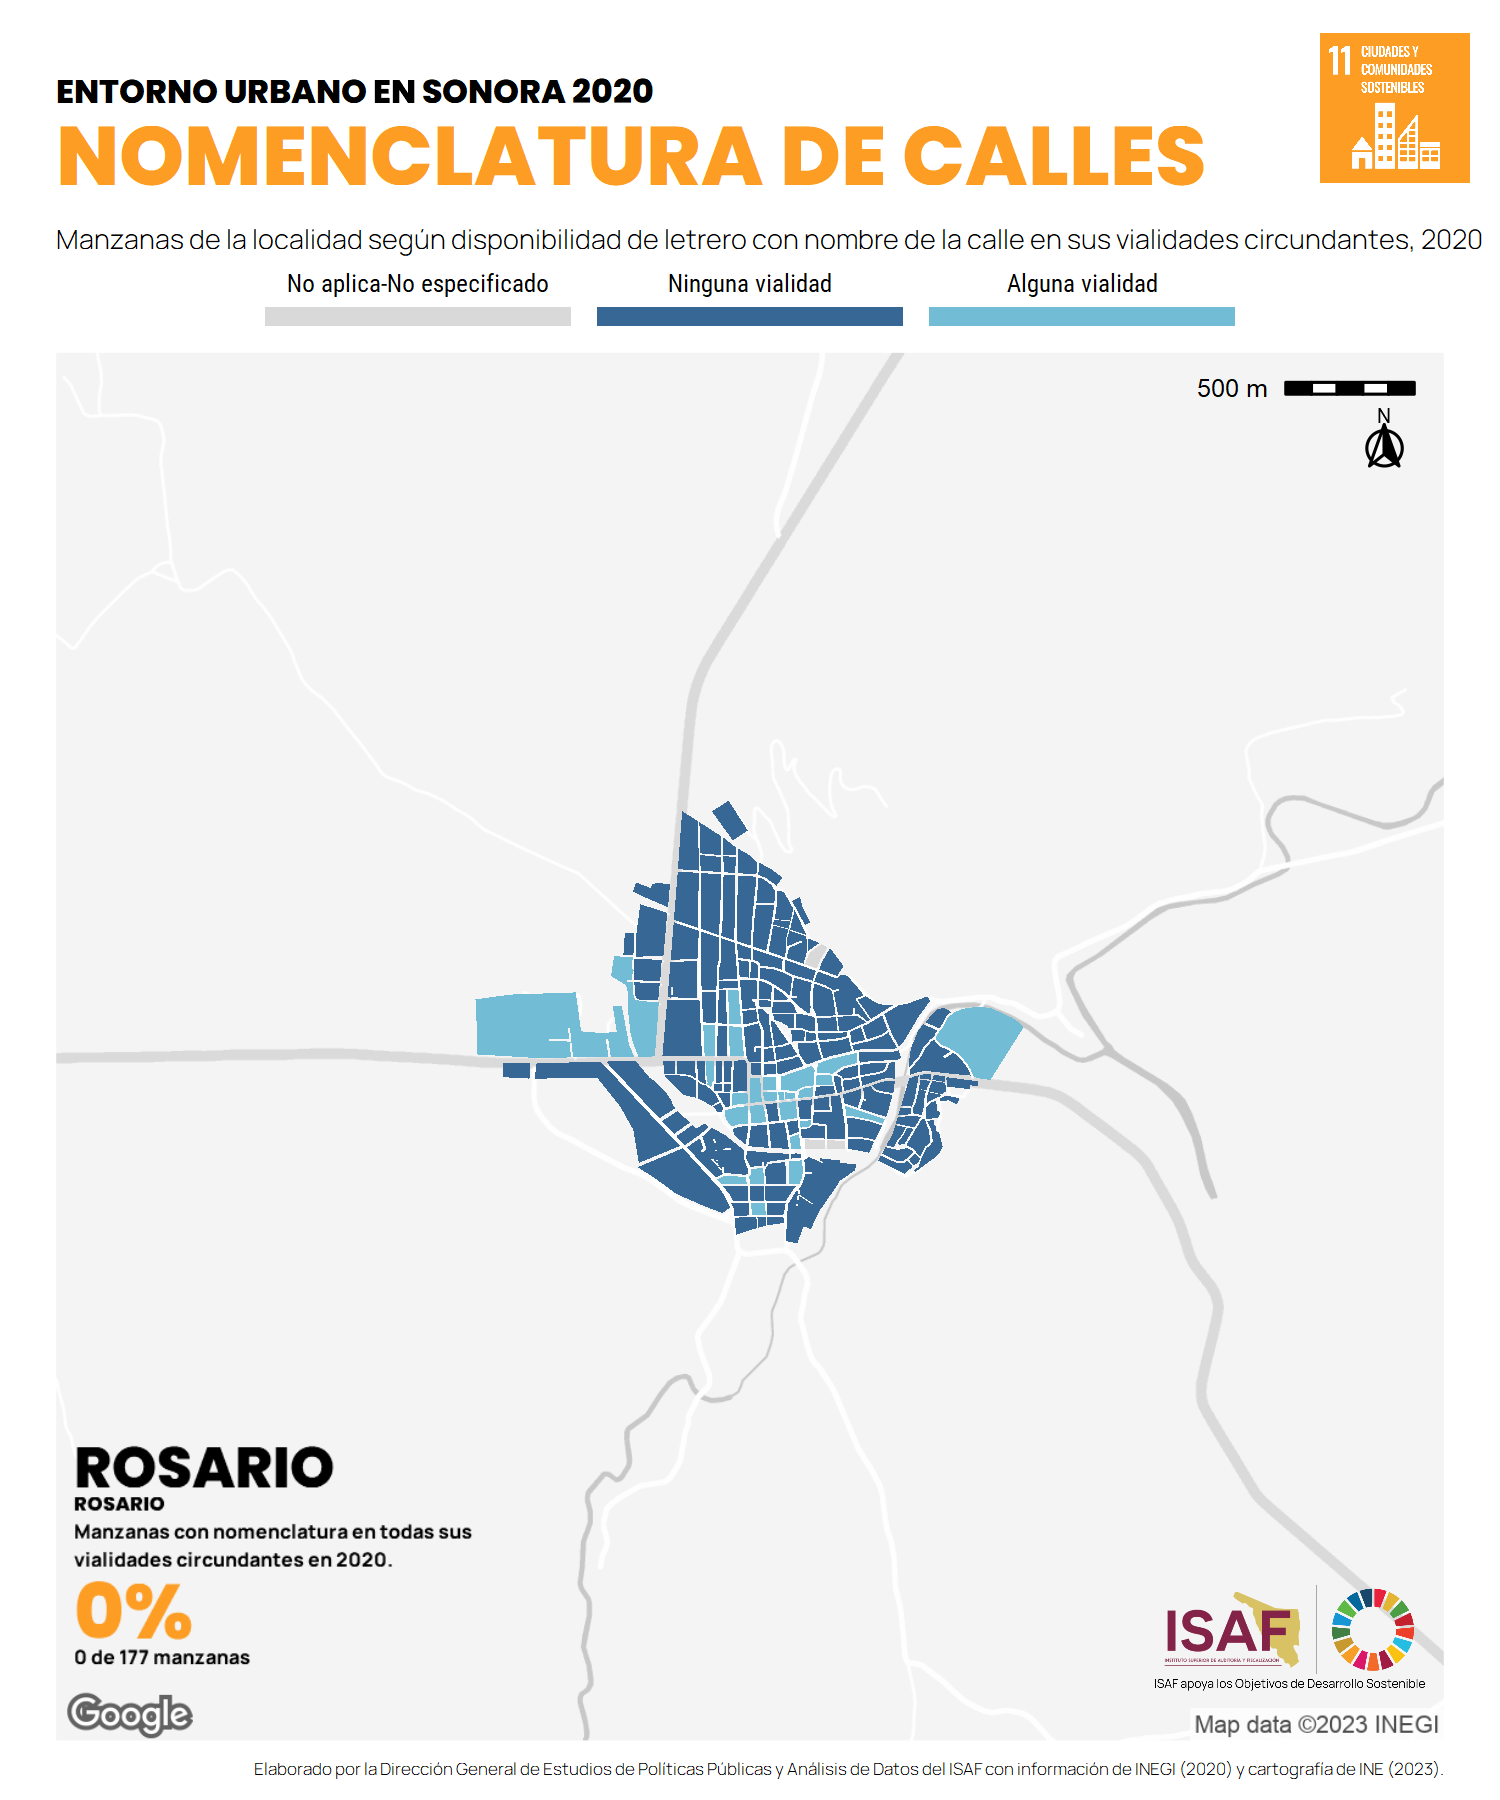 11 CIUDADES Y
COMUNIDADES
SOSTENIBLES
ENTORNO URBANO EN SONORA 2020
NOMENCLATURA DE CALLES
Manzanas de la localidad según disponibilidad de letrero con nombre de la calle en sus vialidades circundantes, 2020
No aplica-No especificado
Ninguna vialidad
Alguna vialidad
500 m
N
ROSARIO
ROSARIO
Manzanas con nomenclatura en todas sus
vialidades circundantes en 2020.
0%
0 de 177 manzanas
Google
ISAF
INSTITUTO SUPERIOR DE AUDITORÍA Y FISCALIZACIÓN
ISAF apoya los Objetivos de Desarrollo Sostenible
Map data ©2023 INEGI
Elaborado por la Dirección General de Estudios de Políticas Públicas y Análisis de Datos del ISAF con información de INEGI (2020) y cartografía de INE (2023).